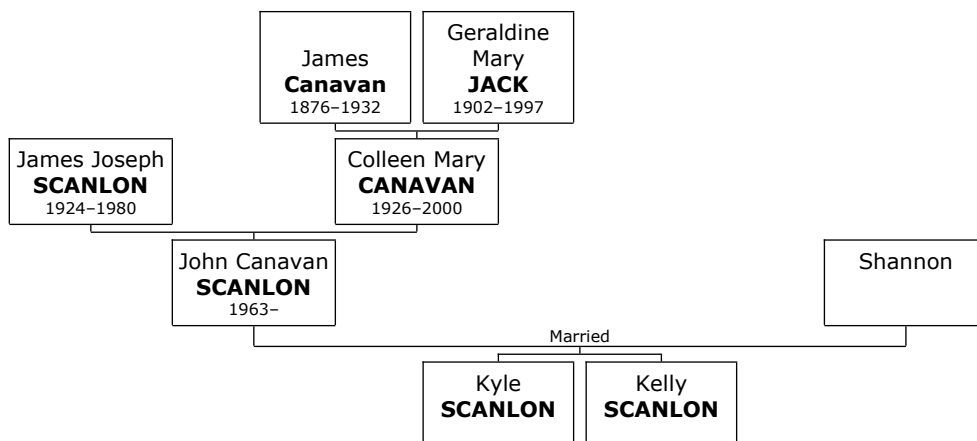 James
Canavan
1876–1932
Geraldine
Mary
JACK
1902–1997
James Joseph
SCANLON
1924–1980
Colleen Mary
CANAVAN
1926–2000
John Canavan
SCANLON
1963–
Shannon
Married
Kyle
SCANLON
Kelly
SCANLON